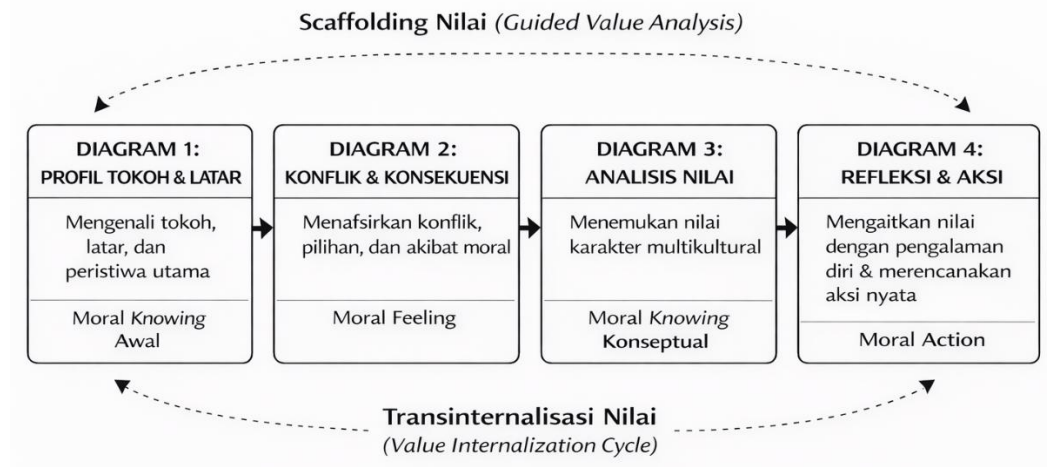 Scaffolding Nilai (Guided Value Analysis)
DIAGRAM 1:
PROFIL TOKOH & LATAR
Mengenali tokoh,
latar, dan
peristiwa utama
Moral Knowing
Awal
DIAGRAM 2:
KONFLIK & KONSEKUENSI
Menafsirkan konflik,
pilihan, dan akibat moral
Moral Feeling
DIAGRAM 3:
ANALISIS NILAI
Menemukan nilai
karakter multikultural
Moral Knowing
Konseptual
DIAGRAM 4:
REFLEKSI & AKSI
Mengaitkan nilai
dengan pengalaman
diri & merencanakan
aksi nyata
Moral Action
Transinternalisasi Nilai
(Value Internalization Cycle)